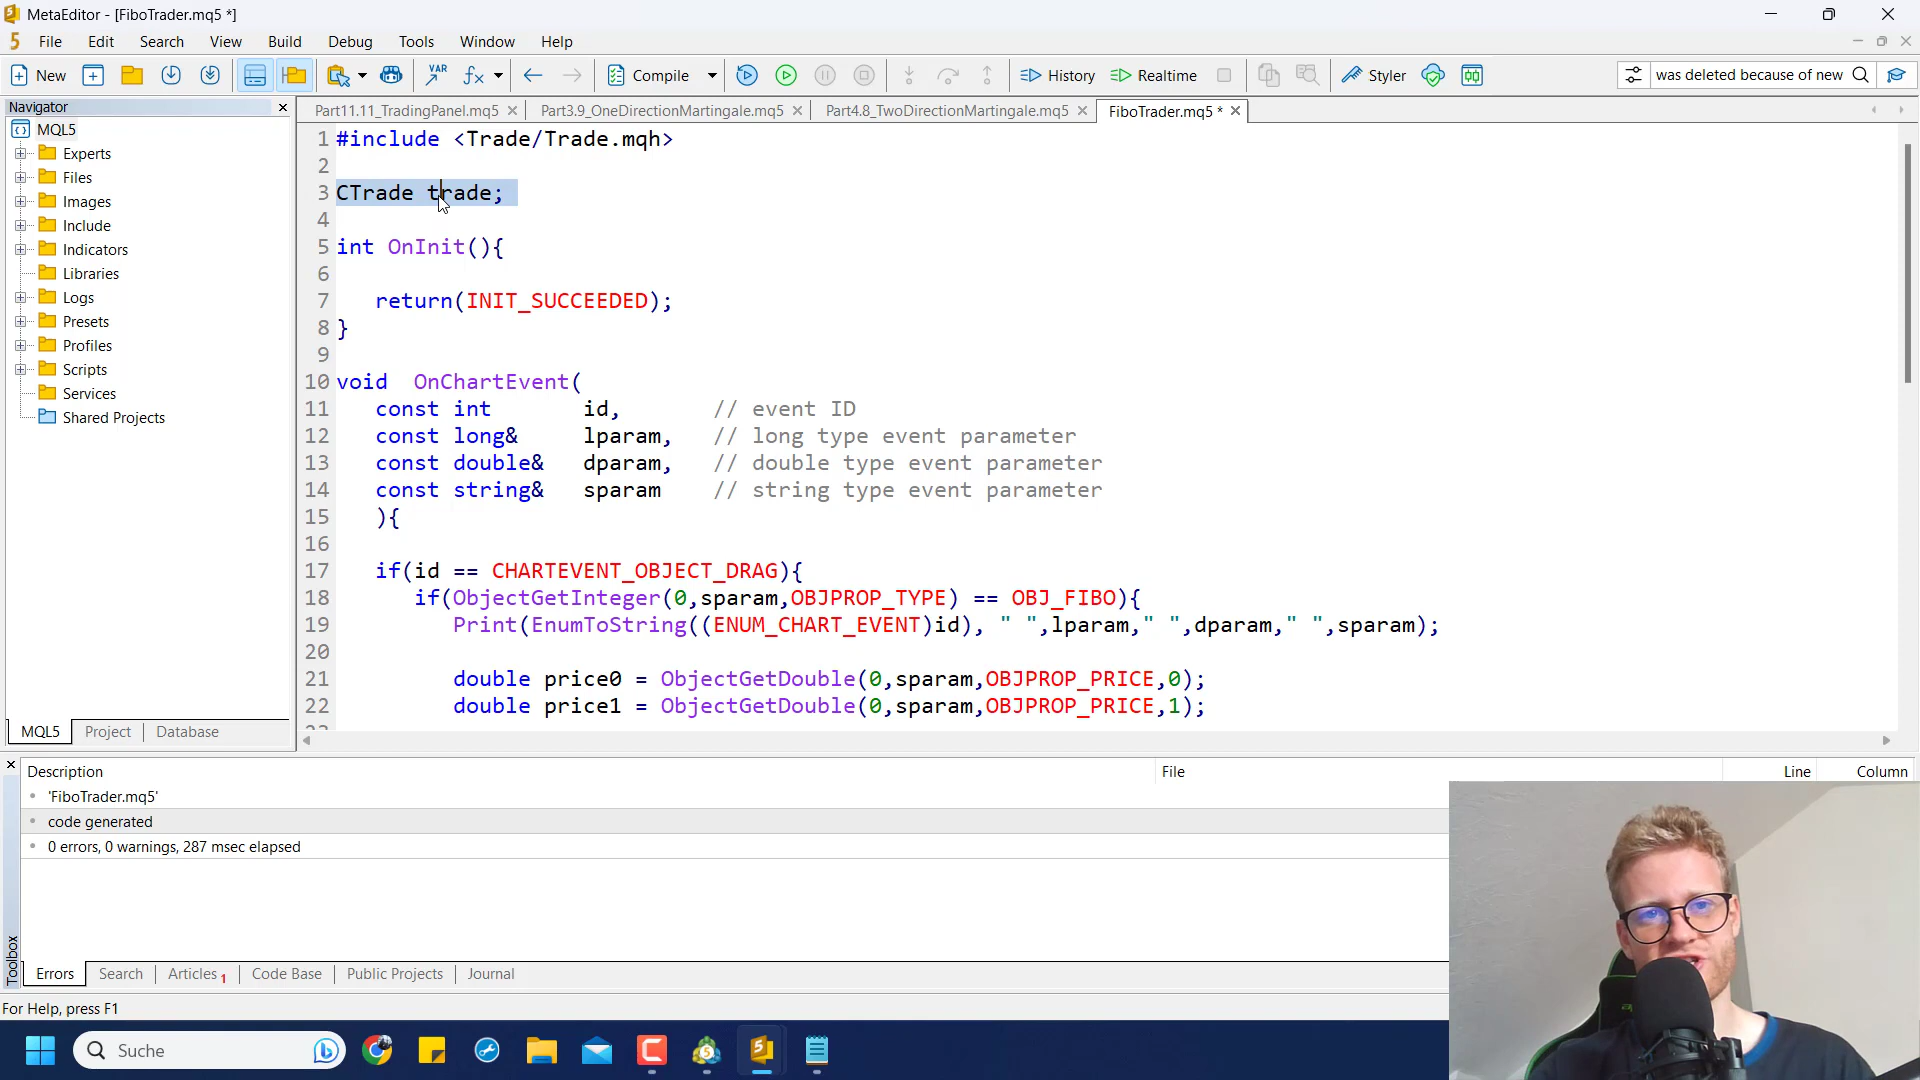 MetaEditor - [FiboTrader.mq5 *]
5 File Edit Search View Build Debug Tools Window Help
New Compile History Realtime Styler was deleted because of new
Navigator
Part11.11_TradingPanel.mq5 Part3.9_OneDirectionMartingale.mq5 Part4.8_TwoDirectionMartingale.mq5 FiboTrader.mq5 *
MQL5
Experts
Files
Images
Include
Indicators
Libraries
Logs
Presets
Profiles
Scripts
Services
Shared Projects
MQL5 Project Database
1 #include <Trade/Trade.mqh>
2
3 CTrade trade;
4
5 int OnInit(){
6
7 return(INIT_SUCCEEDED);
8 }
9
10 void OnChartEvent(
11 const int id, // event ID
12 const long& lparam, // long type event parameter
13 const double& dparam, // double type event parameter
14 const string& sparam // string type event parameter
15 ){
16
17 if(id == CHARTEVENT_OBJECT_DRAG){
18 if(ObjectGetInteger(0,sparam,OBJPROP_TYPE) == OBJ_FIBO){
19 Print(EnumToString((ENUM_CHART_EVENT)id), " ",lparam," ",dparam," ",sparam);
20
21 double price0 = ObjectGetDouble(0,sparam,OBJPROP_PRICE,0);
22 double price1 = ObjectGetDouble(0,sparam,OBJPROP_PRICE,1);
Description File Line Column
'FiboTrader.mq5'
code generated
0 errors, 0 warnings, 287 msec elapsed
Toolbox
Errors Search Articles 1 Code Base Public Projects Journal
For Help, press F1
Suche